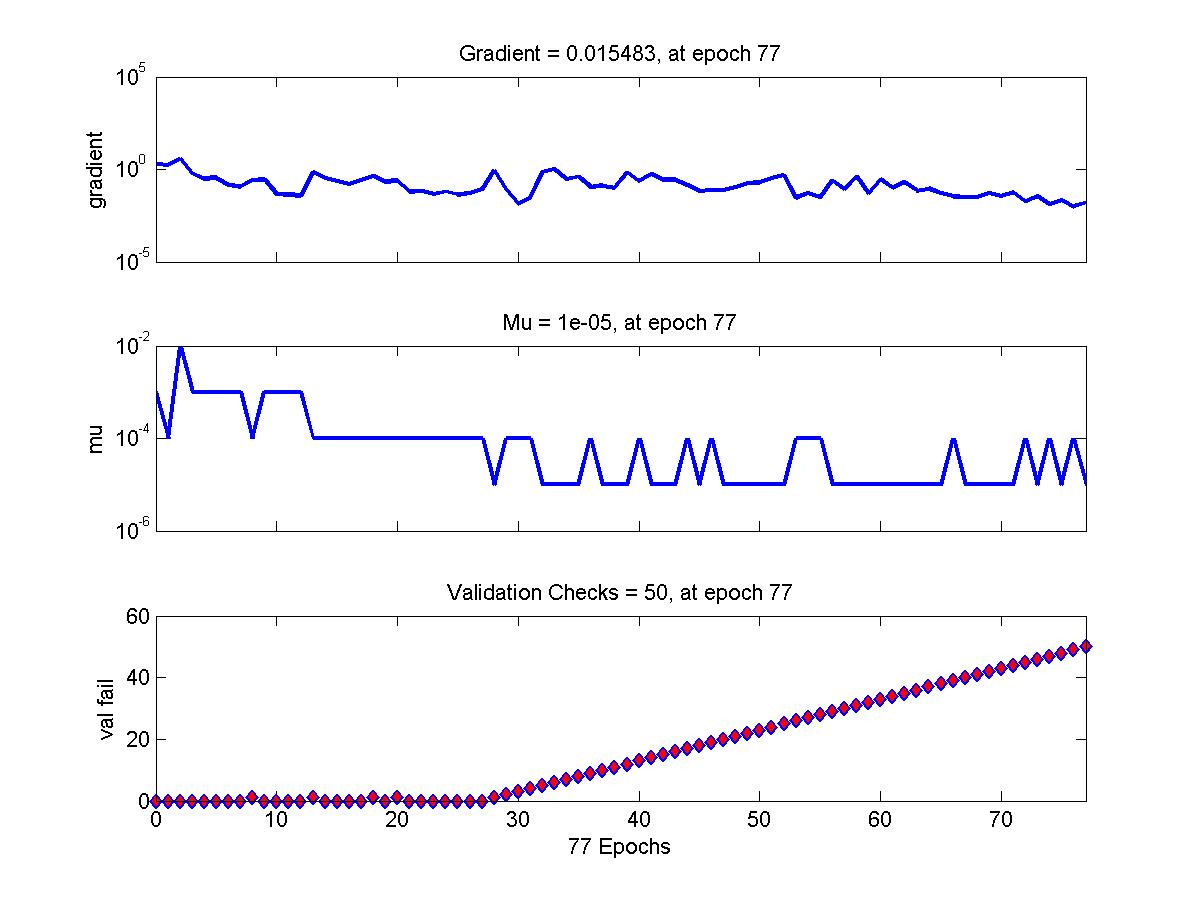 Gradient = 0.015483, at epoch 77
10^5
10^0
10^-5
gradient
Mu = 1e-05, at epoch 77
10^-2
10^-4
10^-6
mu
Validation Checks = 50, at epoch 77
60
40
20
0
val fail
0 10 20 30 40 50 60 70
77 Epochs